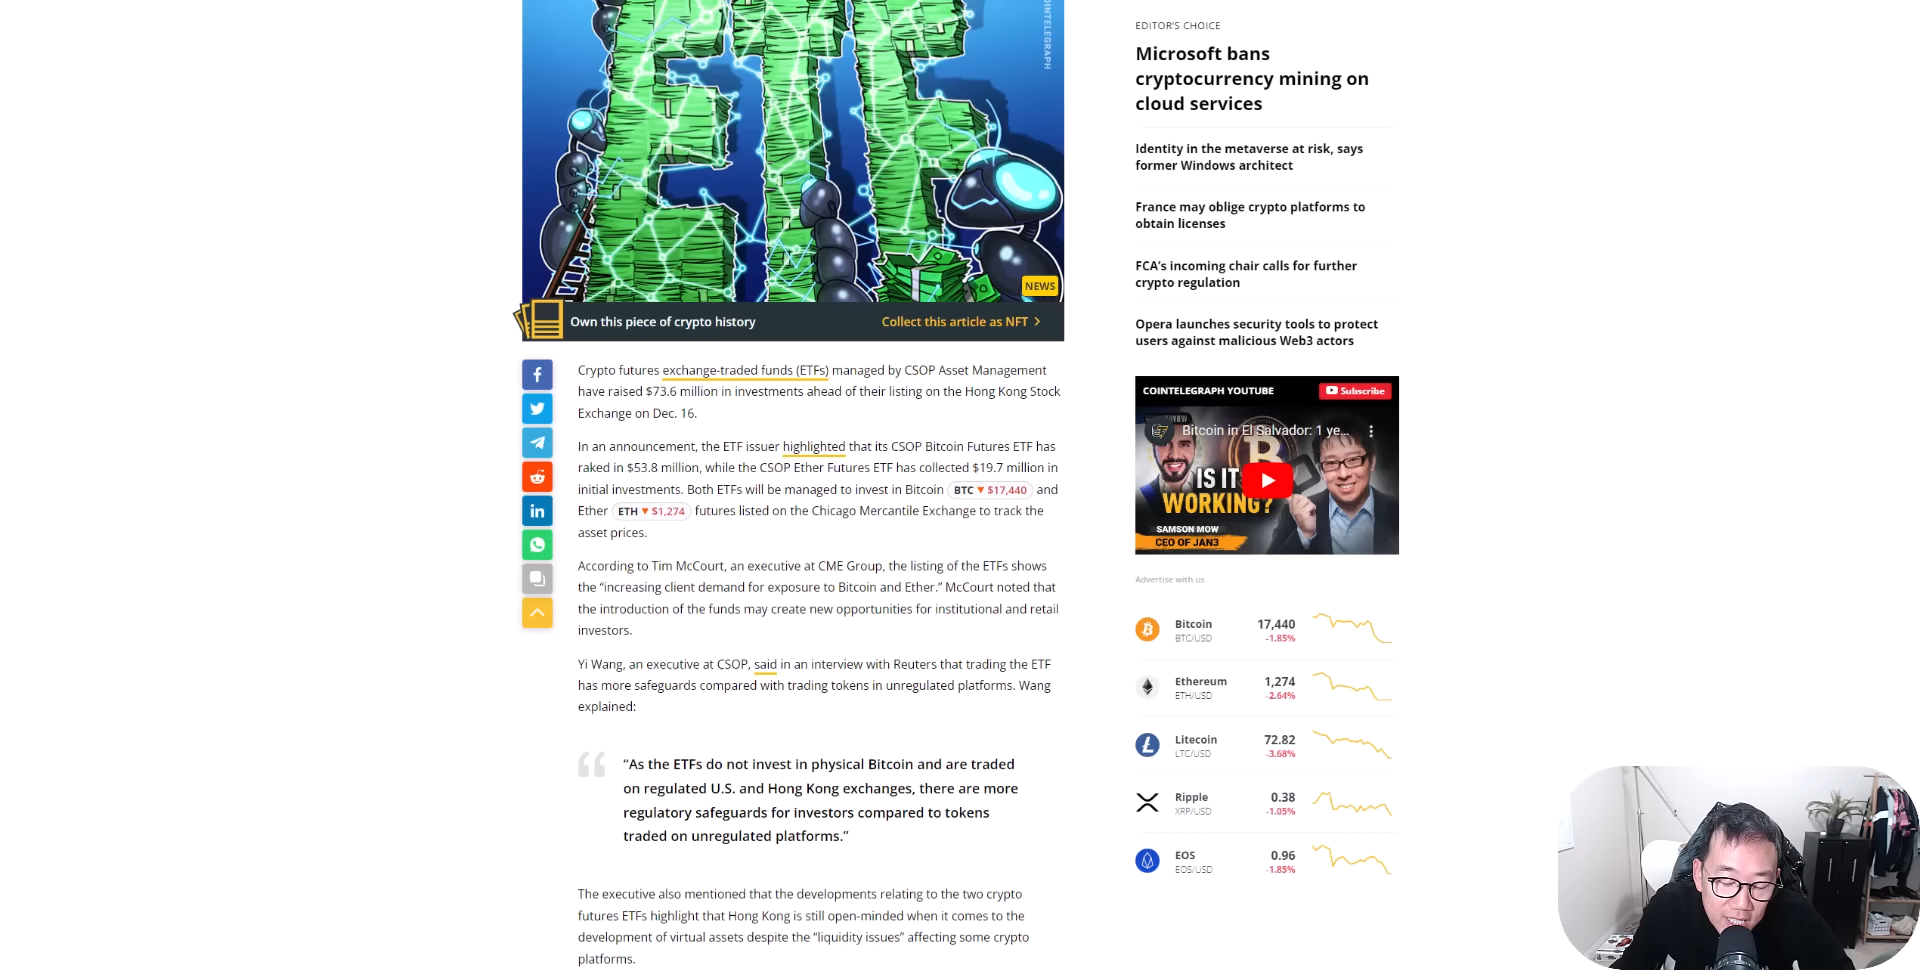 COINTELEGRAPH
NEWS
Own this piece of crypto history
Collect this article as NFT >
Crypto futures exchange-traded funds (ETFs) managed by CSOP Asset Management
have raised $73.6 million in investments ahead of their listing on the Hong Kong Stock
Exchange on Dec. 16.
In an announcement, the ETF issuer highlighted that its CSOP Bitcoin Futures ETF has
raked in $53.8 million, while the CSOP Ether Futures ETF has collected $19.7 million in
initial investments. Both ETFs will be managed to invest in Bitcoin BTC ▼ $17,440 and
Ether ETH ▼ $1,274 futures listed on the Chicago Mercantile Exchange to track the
asset prices.
According to Tim McCourt, an executive at CME Group, the listing of the ETFs shows
the “increasing client demand for exposure to Bitcoin and Ether.” McCourt noted that
the introduction of the funds may create new opportunities for institutional and retail
investors.
Yi Wang, an executive at CSOP, said in an interview with Reuters that trading the ETF
has more safeguards compared with trading tokens in unregulated platforms. Wang
explained:
“As the ETFs do not invest in physical Bitcoin and are traded
on regulated U.S. and Hong Kong exchanges, there are more
regulatory safeguards for investors compared to tokens
traded on unregulated platforms.”
The executive also mentioned that the developments relating to the two crypto
futures ETFs highlight that Hong Kong is still open-minded when it comes to the
development of virtual assets despite the “liquidity issues” affecting some crypto
platforms.
EDITOR’S CHOICE
Microsoft bans
cryptocurrency mining on
cloud services
Identity in the metaverse at risk, says
former Windows architect
France may oblige crypto platforms to
obtain licenses
FCA’s incoming chair calls for further
crypto regulation
Opera launches security tools to protect
users against malicious Web3 actors
COINTELEGRAPH YOUTUBE
Subscribe
Bitcoin in El Salvador: 1 ye...
IS IT
WORKING?
SAMSON MOW
CEO OF JAN3
Advertise with us
Bitcoin 17,440
BTC/USD -1.85%
Ethereum 1,274
ETH/USD -2.64%
Litecoin 72.82
LTC/USD -3.68%
Ripple 0.38
XRP/USD -1.05%
EOS 0.96
EOS/USD -1.85%